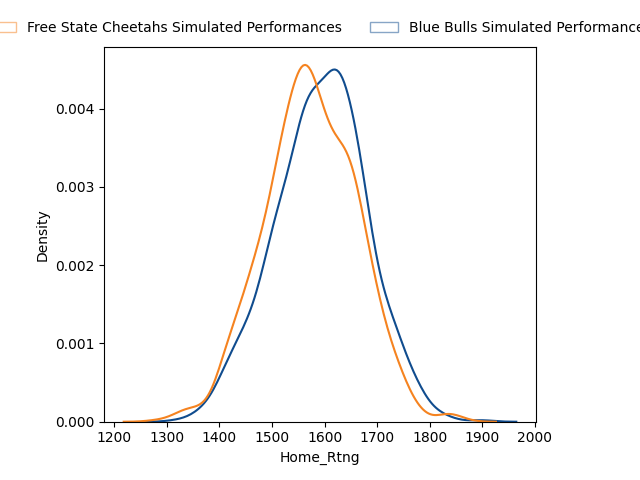 Free State Cheetahs Simulated Performances Blue Bulls Simulated Performance
0.004
0.003
0.002
0.001
0.000
Density
1200 1300 1400 1500 1600 1700 1800 1900 2000
Home_Rtng